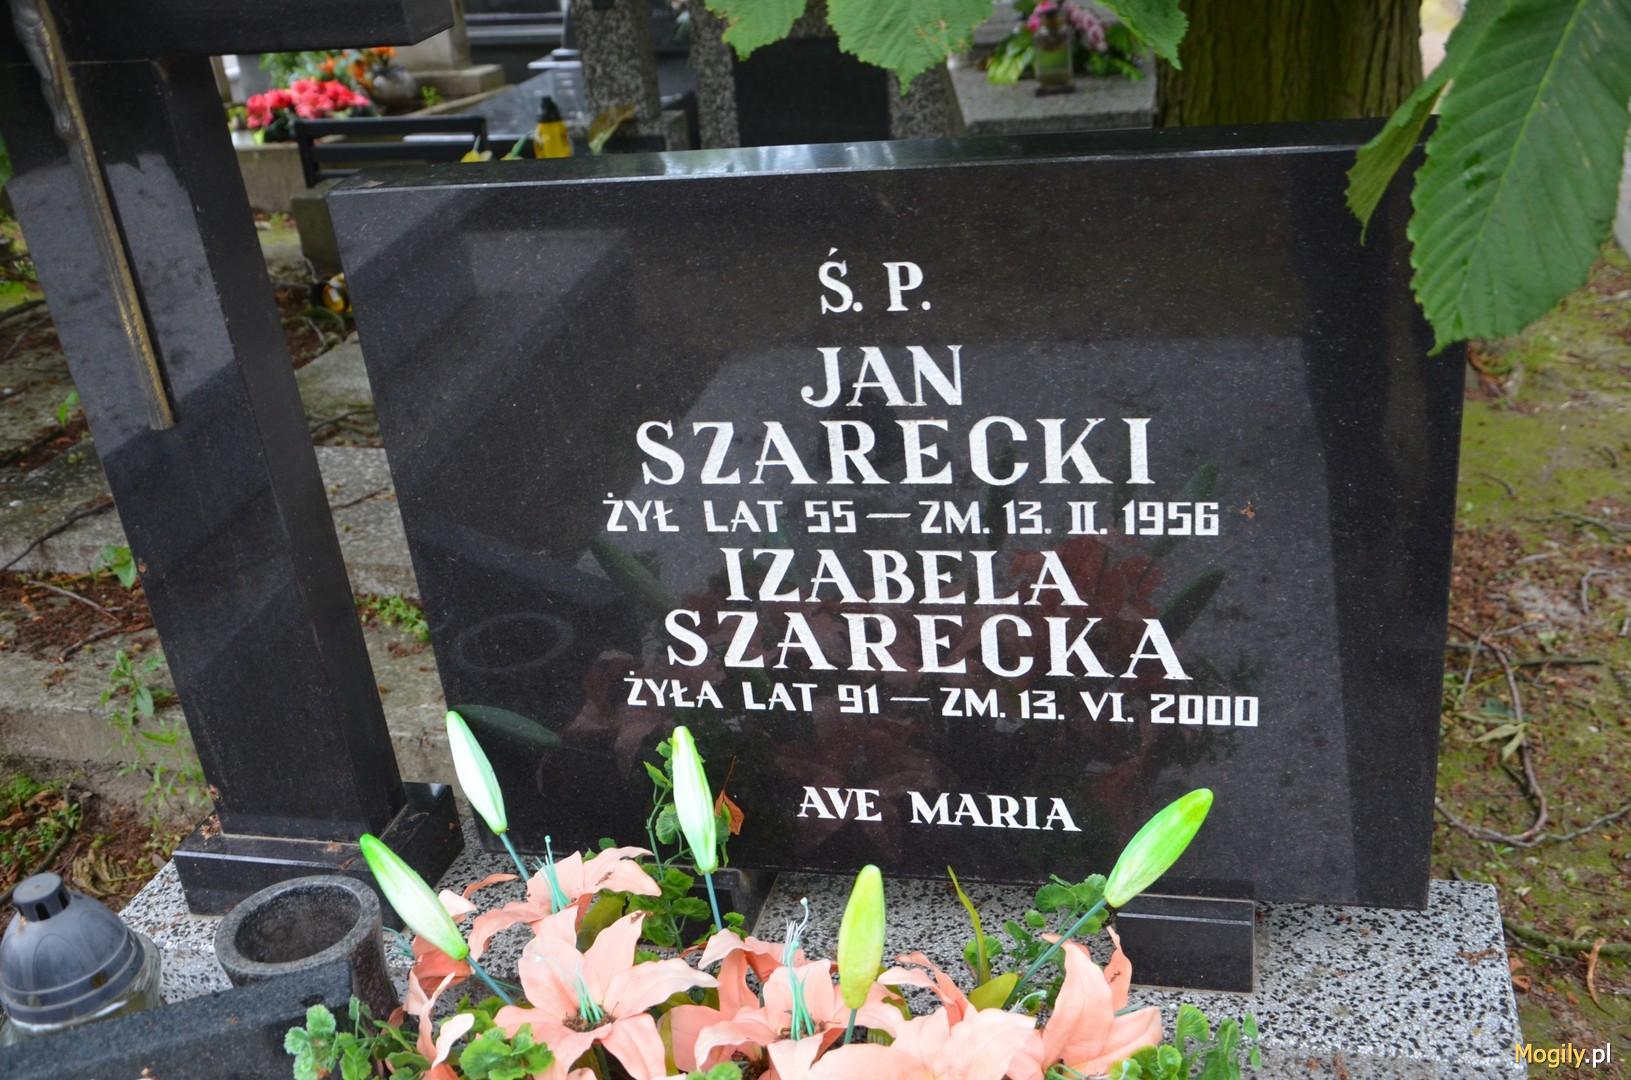 Ś. P.
JAN
SZARECKI
ŻYŁ LAT 55 — ZM. 13. II. 1956
IZABELA
SZARECKA
ŻYŁA LAT 91 — ZM. 13. VI. 2000
AVE MARIA
Mogily.pl